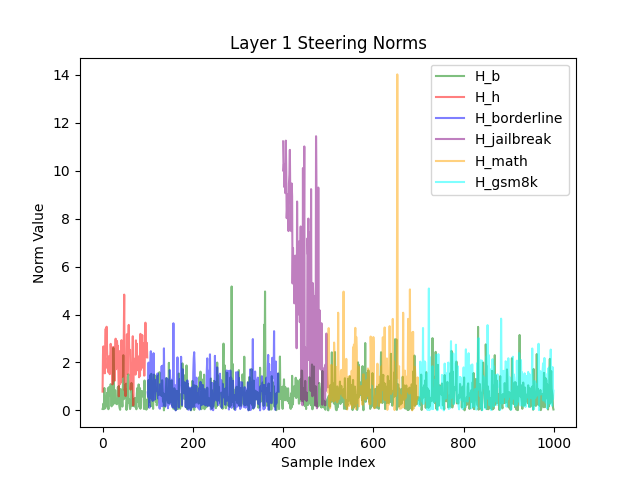 Layer 1 Steering Norms
Norm Value
14
12
10
8
6
4
2
0
H_b
H_h
H_borderline
H_jailbreak
H_math
H_gsm8k
0
200
400
600
800
1000
Sample Index